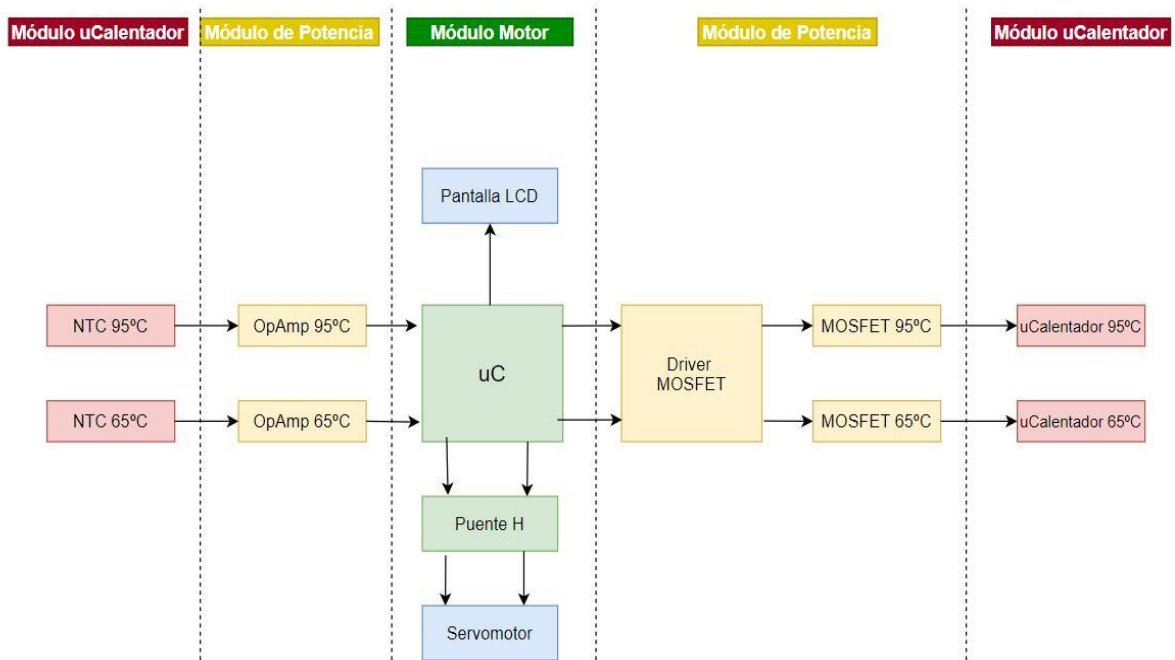 Módulo uCalentador
Módulo de Potencia
Módulo Motor
Módulo de Potencia
Módulo uCalentador
Pantalla LCD
NTC 95ºC
OpAmp 95ºC
uC
Driver
MOSFET
MOSFET 95ºC
uCalentador 95ºC
NTC 65ºC
OpAmp 65ºC
MOSFET 65ºC
uCalentador 65ºC
Puente H
Servomotor